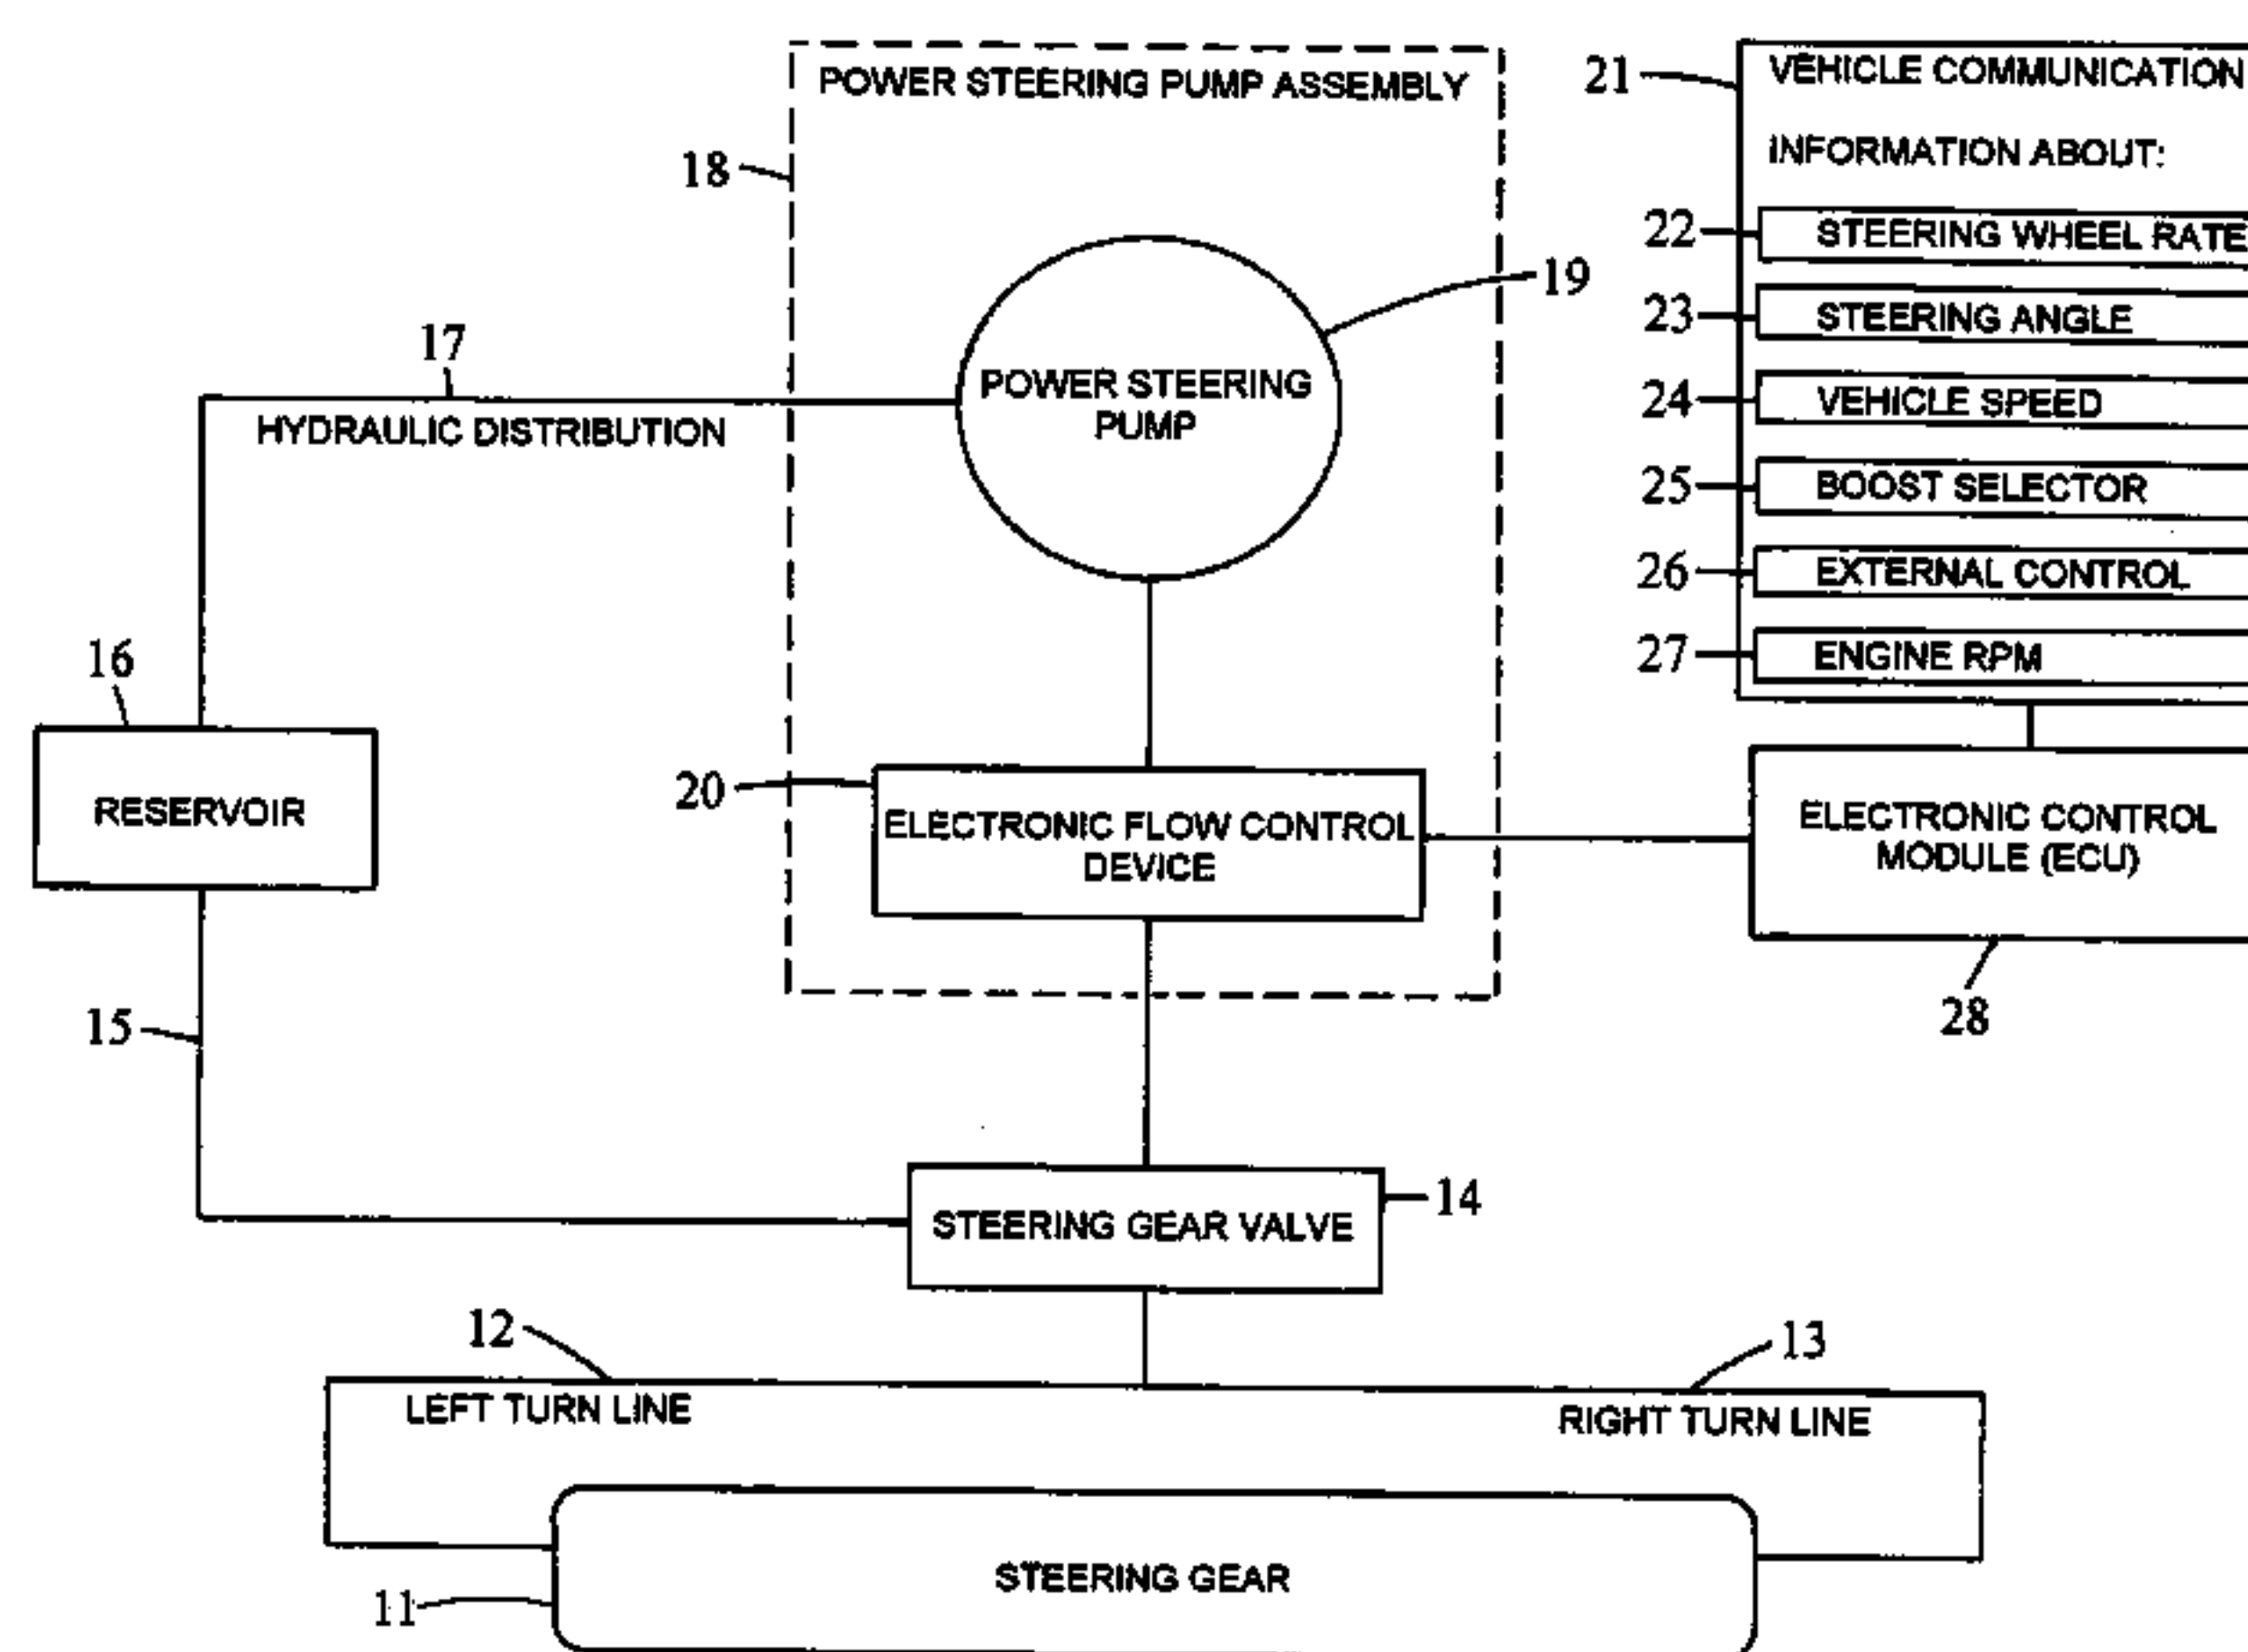 POWER STEERING PUMP ASSEMBLY
21
VEHICLE COMMUNICATION
INFORMATION ABOUT:
18
22
STEERING WHEEL RATE
19
23
STEERING ANGLE
17
HYDRAULIC DISTRIBUTION
POWER STEERING
PUMP
24
VEHICLE SPEED
25
BOOST SELECTOR
26
EXTERNAL CONTROL
27
ENGINE RPM
16
RESERVOIR
20
ELECTRONIC FLOW CONTROL
DEVICE
ELECTRONIC CONTROL
MODULE (ECU)
28
15
14
STEERING GEAR VALVE
12
13
LEFT TURN LINE
RIGHT TURN LINE
11
STEERING GEAR